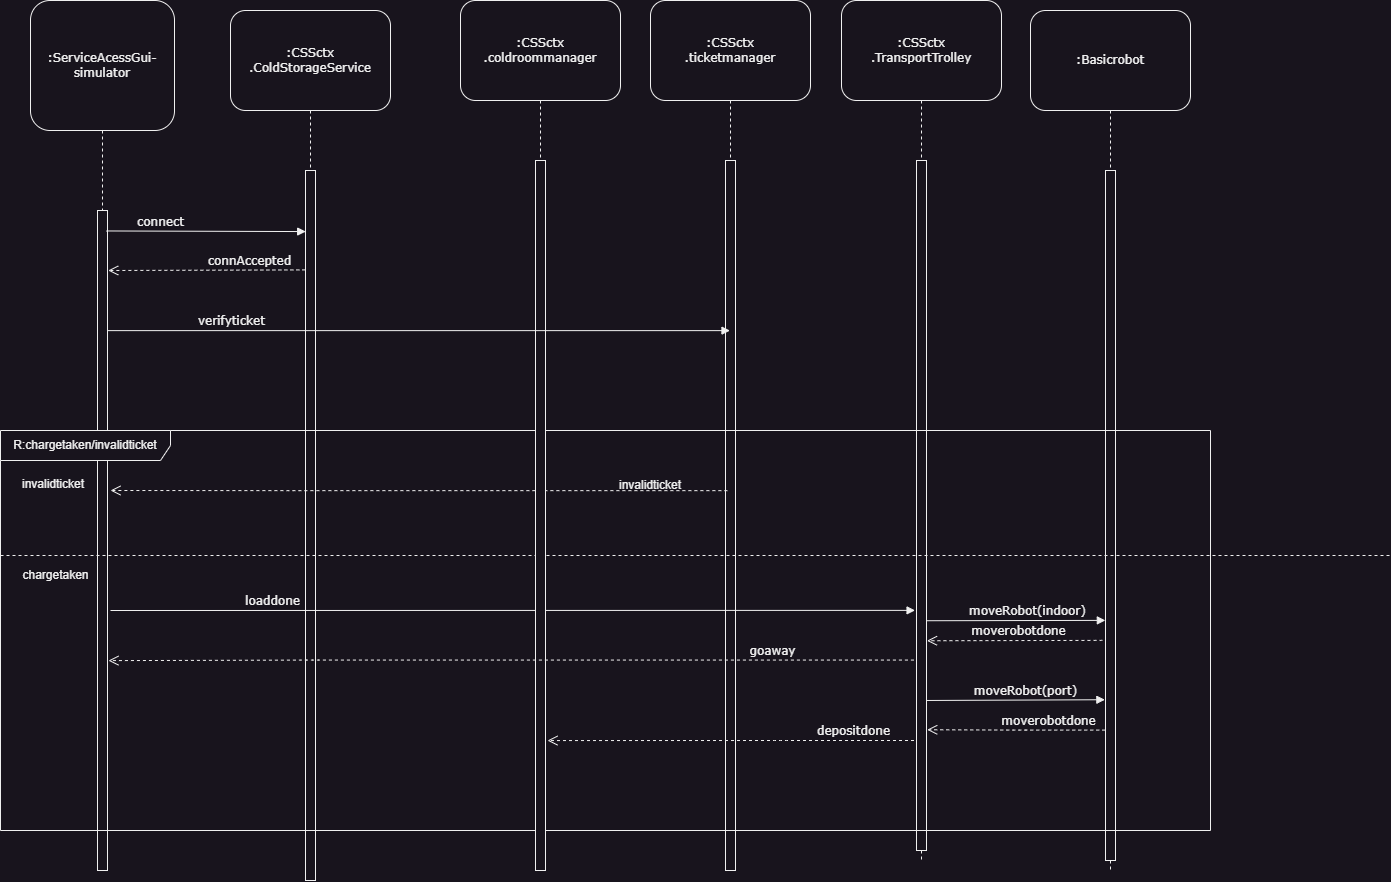 :ServiceAcessGui-
simulator
:CSSctx
.ColdStorageService
:CSSctx
.coldroommanager
:CSSctx
.ticketmanager
:CSSctx
.TransportTrolley
:Basicrobot
connect
connAccepted
verifyticket
R:chargetaken/invalidticket
invalidticket
invalidticket
chargetaken
loaddone
moveRobot(indoor)
moverobotdone
goaway
moveRobot(port)
moverobotdone
depositdone